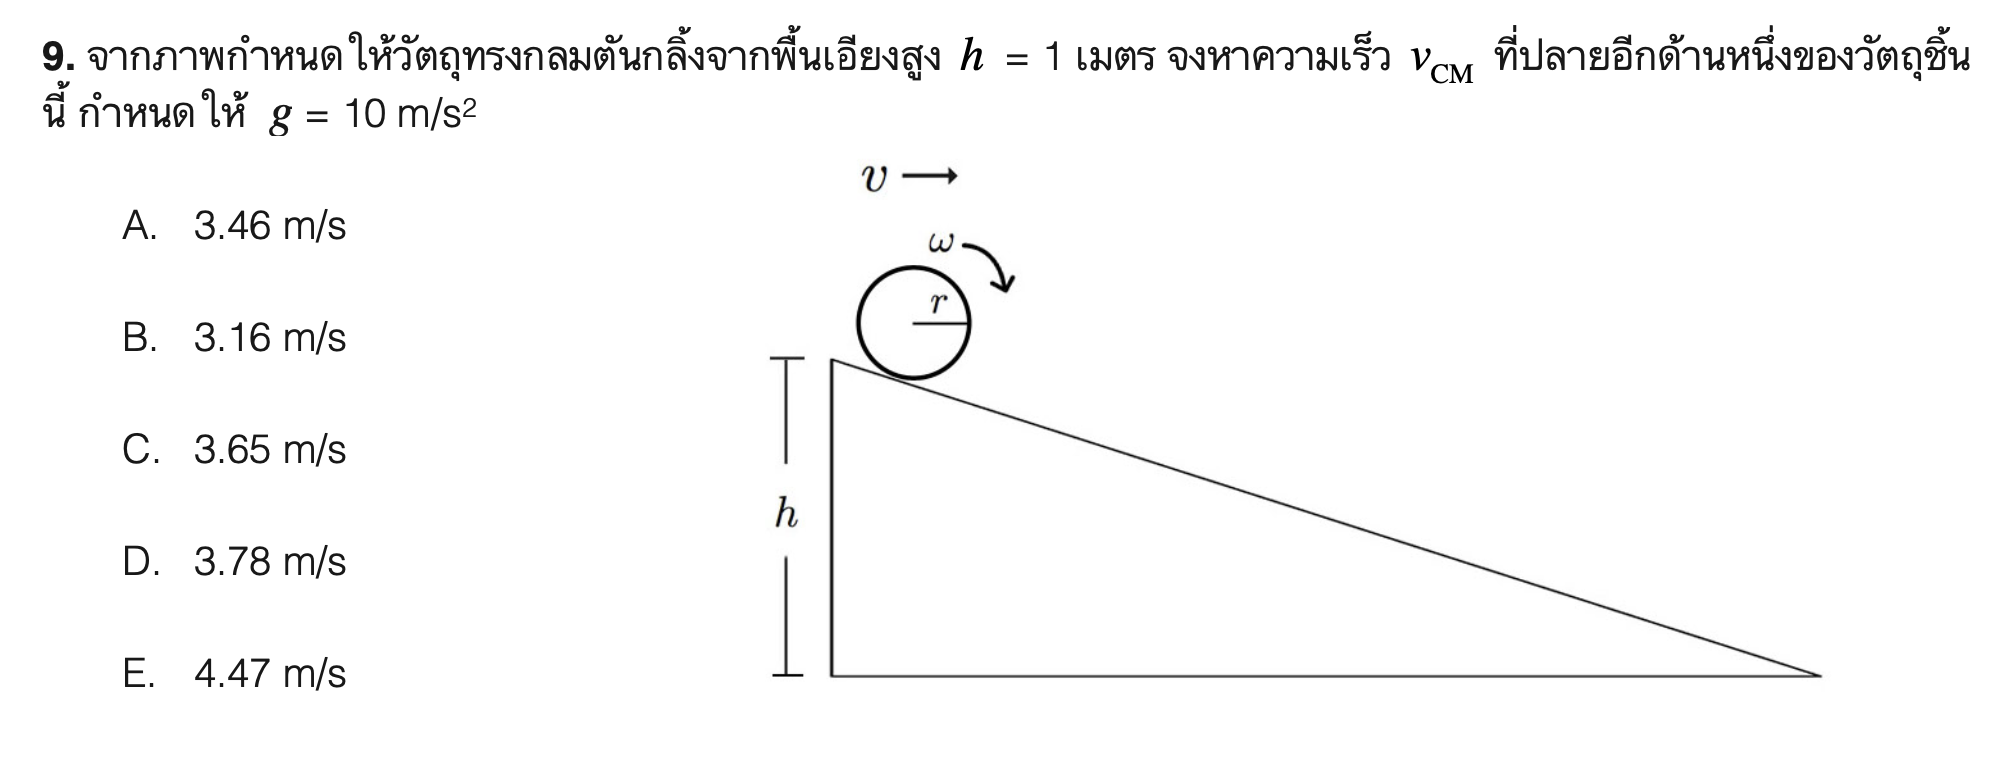 9. จากภาพกำหนดให้วัตถุทรงกลมตันกลิ้งจากพื้นเอียงสูง h = 1 เมตร จงหาความเร็ว v_CM ที่ปลายอีกด้านหนึ่งของวัตถุชิ้น
นี้ กำหนดให้ g = 10 m/s²
v →
ω
A. 3.46 m/s
r
B. 3.16 m/s
C. 3.65 m/s
h
D. 3.78 m/s
E. 4.47 m/s